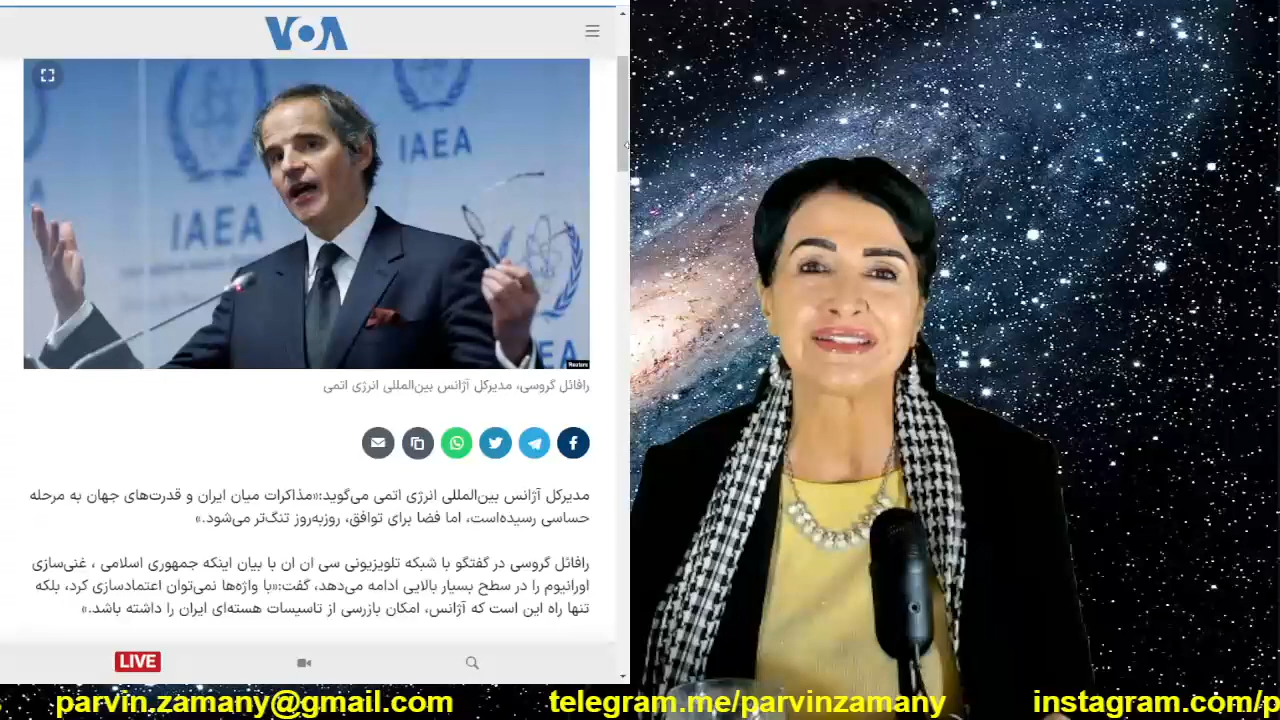 VOA
IAEA
IAEA
IAEA
Reuters
رافائل گروسی، مدیرکل آژانس بین‌المللی انرژی اتمی
مدیرکل آژانس بین‌المللی انرژی اتمی می‌گوید:«مذاکرات میان ایران و قدرت‌های جهان به مرحله
حساسی رسیده‌است، اما فضا برای توافق، روزبه‌روز تنگ‌تر می‌شود.»
رافائل گروسی در گفتگو با شبکه تلویزیونی سی ان ان با بیان اینکه جمهوری اسلامی ، غنی‌سازی
اورانیوم را در سطح بسیار بالایی ادامه می‌دهد، گفت:«با واژه‌ها نمی‌توان اعتمادسازی کرد، بلکه
تنها راه این است که آژانس، امکان بازرسی از تاسیسات هسته‌ای ایران را داشته باشد.»
LIVE
parvin.zamany@gmail.com telegram.me/parvinzamany instagram.com/p